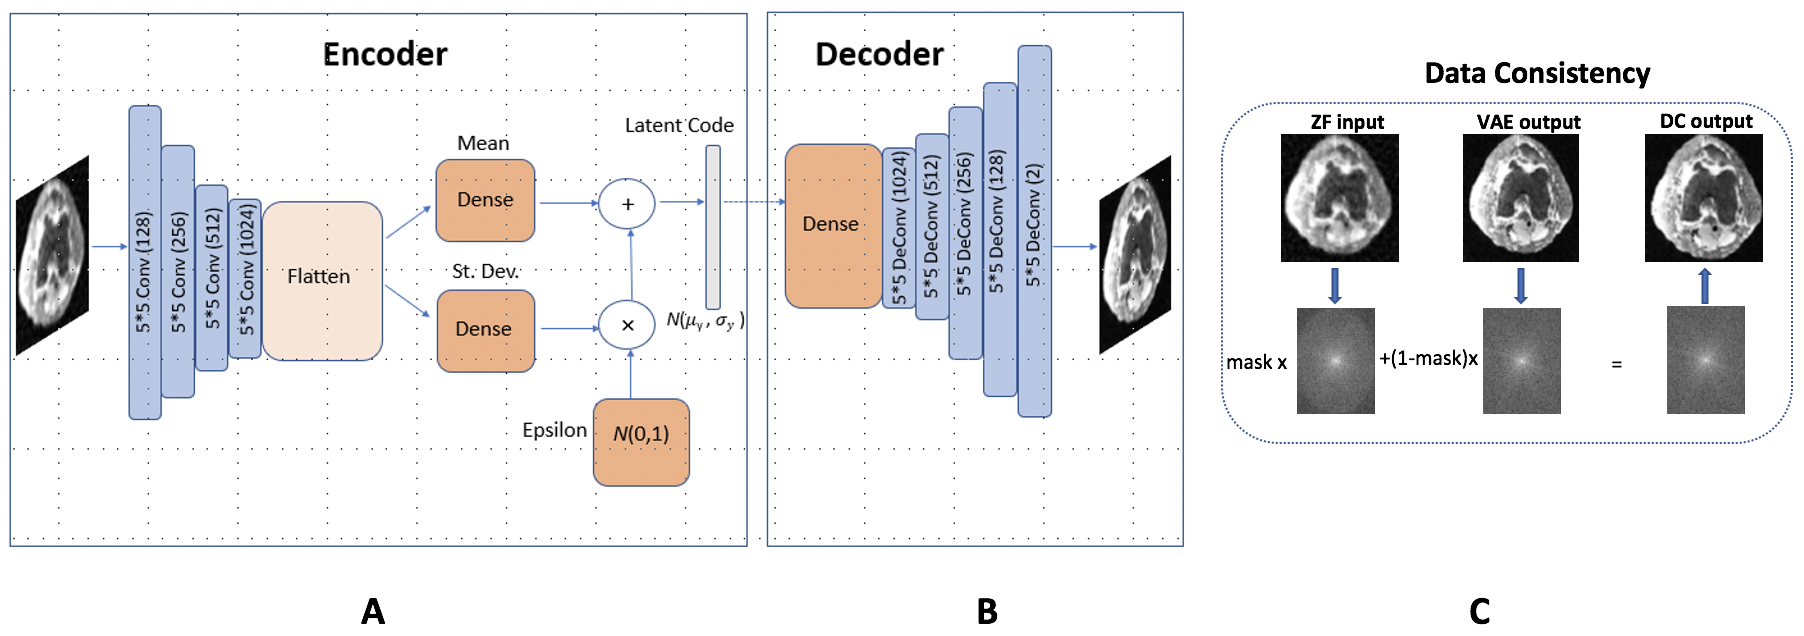 Encoder
5*5 Conv (128)
5*5 Conv (256)
5*5 Conv (512)
5*5 Conv (1024)
Flatten
Mean
Dense
St. Dev.
Dense
+
×
Epsilon
N(0,1)
Latent Code
N(μᵧ , σᵧ )
Decoder
Dense
5*5 DeConv (1024)
5*5 DeConv (512)
5*5 DeConv (256)
5*5 DeConv (128)
5*5 DeConv (2)
Data Consistency
ZF input
VAE output
DC output
mask x
+(1-mask)x
=
A
B
C